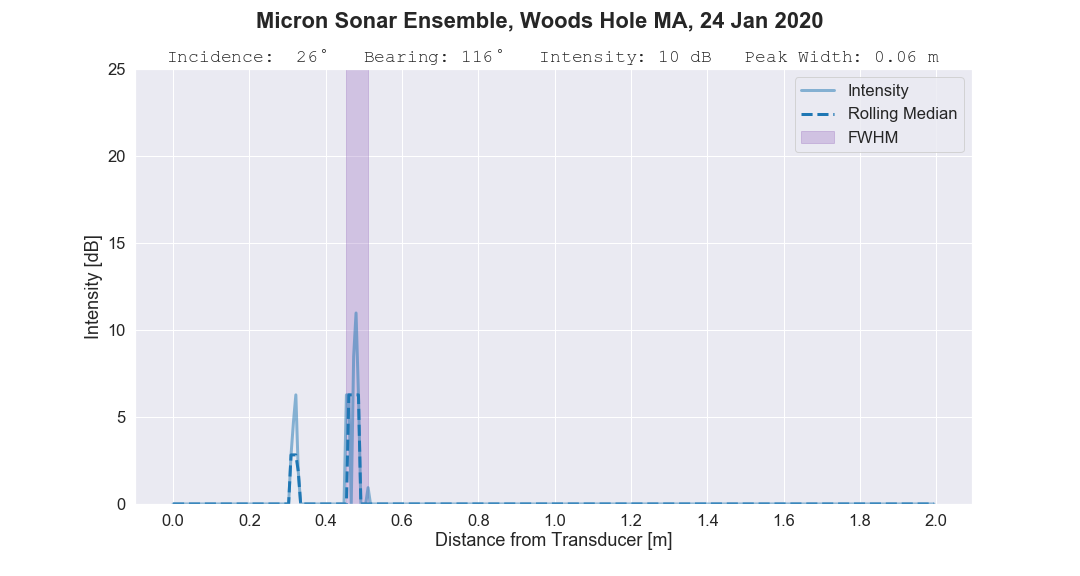 Micron Sonar Ensemble, Woods Hole MA, 24 Jan 2020
Incidence:  26°   Bearing: 116°   Intensity: 10 dB   Peak Width: 0.06 m
25
20
15
10
5
0
Intensity [dB]
Intensity
Rolling Median
FWHM
0.0 0.2 0.4 0.6 0.8 1.0 1.2 1.4 1.6 1.8 2.0
Distance from Transducer [m]